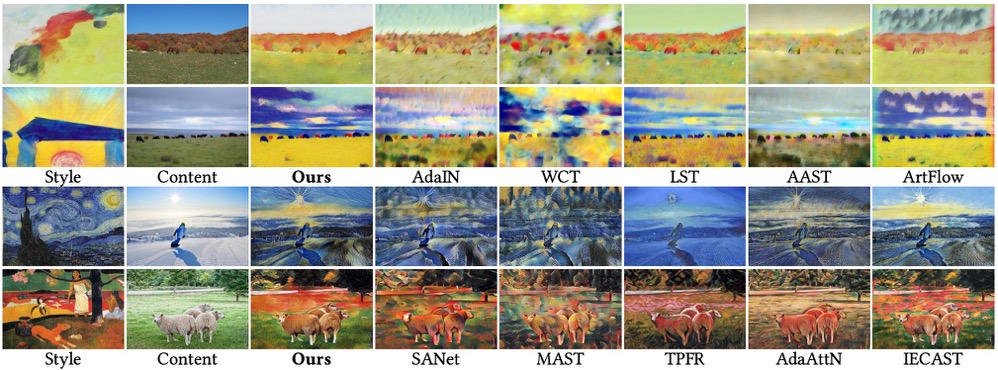 Style Content Ours AdaIN WCT LST AAST ArtFlow
Style Content Ours SANet MAST TPFR AdaAttN IECAST